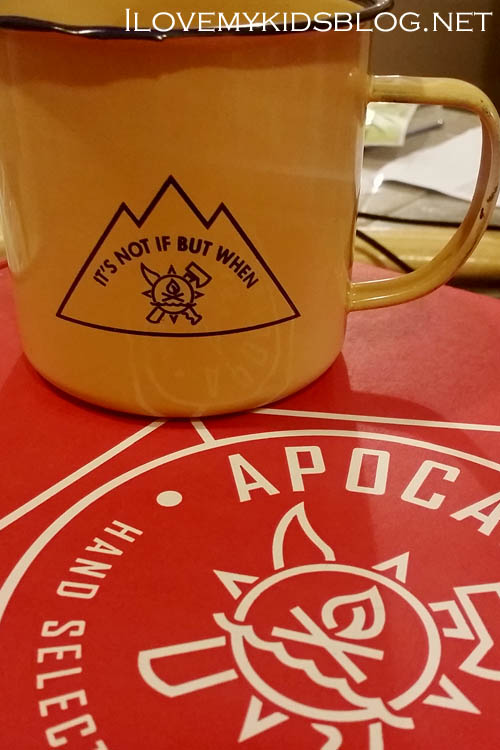 ILOVEMYKIDSBLOG.NET
IT'S NOT IF BUT WHEN
APOCA
HAND SELECT